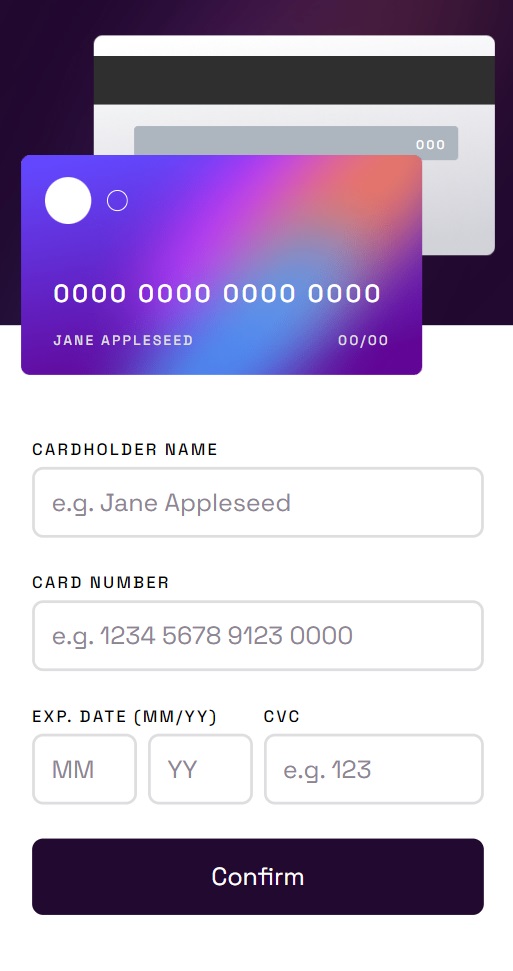 000
0000 0000 0000 0000
JANE APPLESEED 00/00
CARDHOLDER NAME
e.g. Jane Appleseed
CARD NUMBER
e.g. 1234 5678 9123 0000
EXP. DATE (MM/YY) CVC
MM YY e.g. 123
Confirm